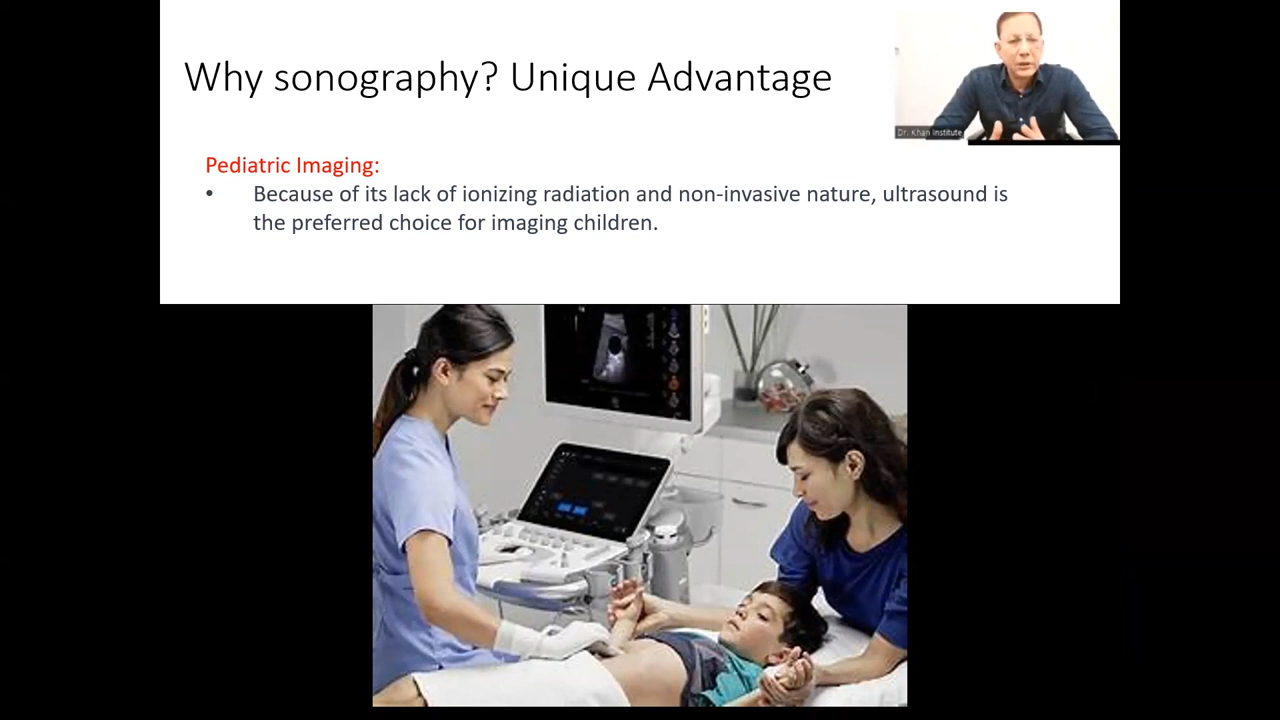 Why sonography? Unique Advantage
Dr. Khan Institute
Pediatric Imaging:
• Because of its lack of ionizing radiation and non-invasive nature, ultrasound is
the preferred choice for imaging children.